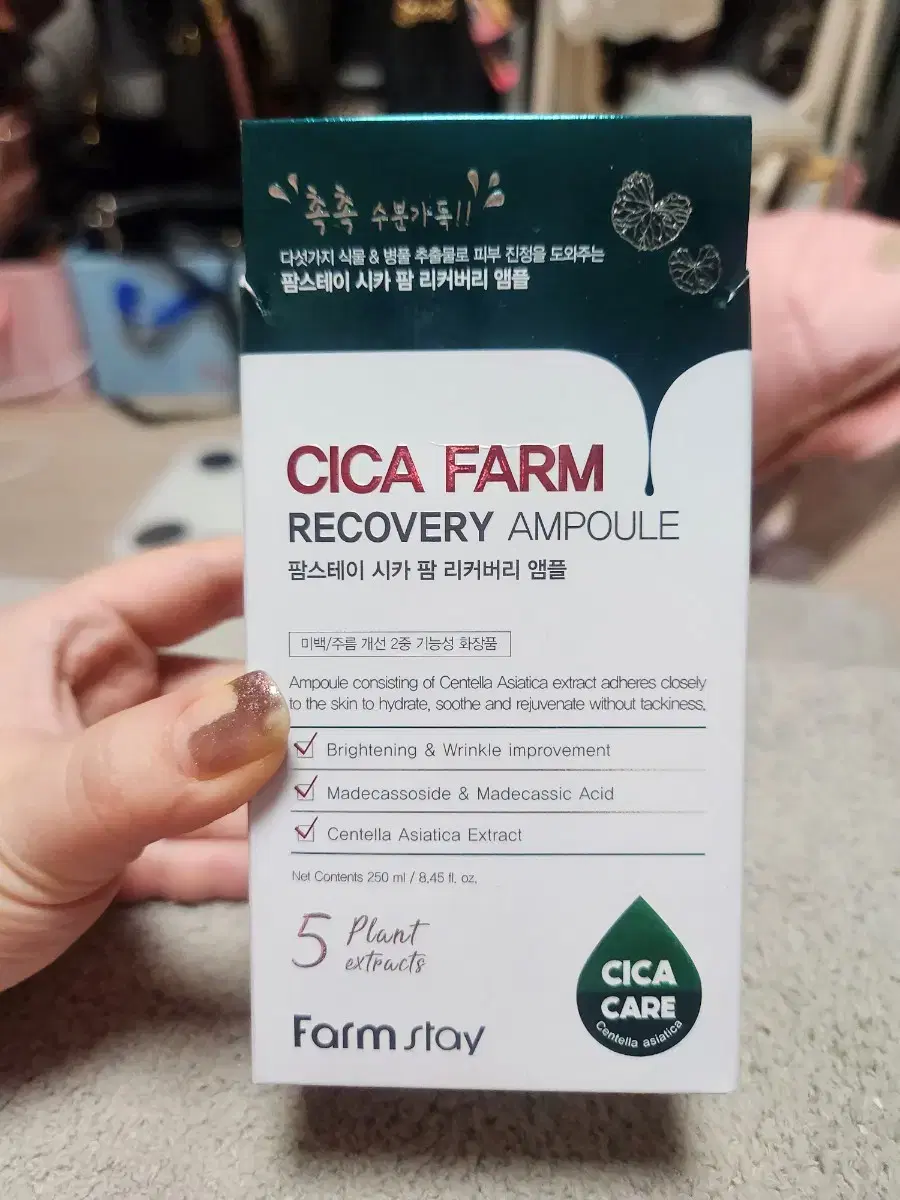 촉촉 수분가득!!
다섯가지 식물 & 병풀 추출물로 피부 진정을 도와주는
팜스테이 시카 팜 리커버리 앰플
CICA FARM
RECOVERY AMPOULE
팜스테이 시카 팜 리커버리 앰플
미백/주름 개선 2중 기능성 화장품
Ampoule consisting of Centella Asiatica extract adheres closely
to the skin to hydrate, soothe and rejuvenate without tackiness.
Brightening & Wrinkle improvement
Madecassoside & Madecassic Acid
Centella Asiatica Extract
Net Contents 250 ml / 8.45 fl. oz.
5 Plant
extracts
CICA
CARE
Centella asiatica
Farm stay